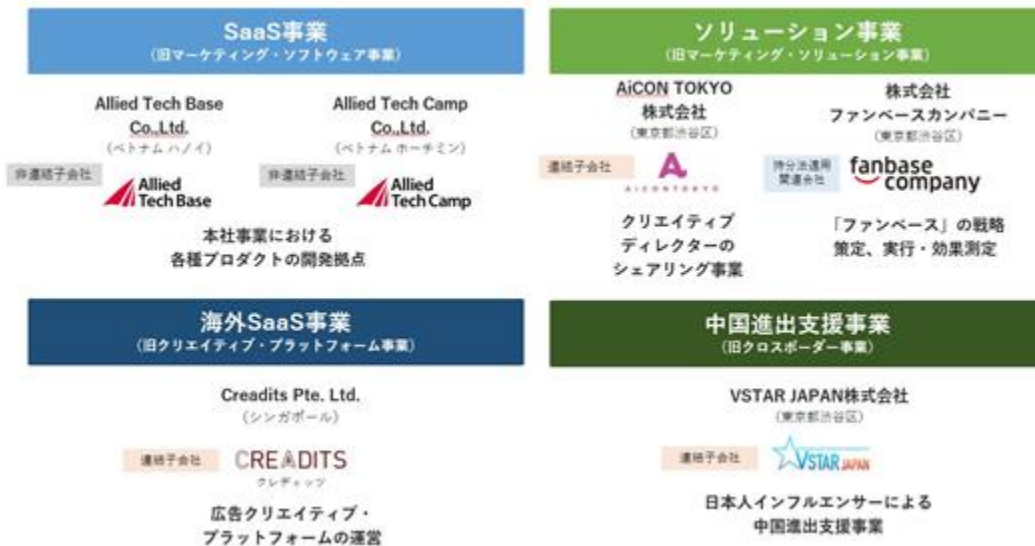 SaaS事業
(旧マーケティング・ソフトウェア事業)
Allied Tech Base
Co.,Ltd.
(ベトナム ハノイ)
非連結子会社
Allied
Tech Base
Allied Tech Camp
Co.,Ltd.
(ベトナム ホーチミン)
非連結子会社
Allied
Tech Camp
本社事業における
各種プロダクトの開発拠点
ソリューション事業
(旧マーケティング・ソリューション事業)
AiCON TOKYO
株式会社
(東京都渋谷区)
連結子会社
AICONTOKYO
クリエイティブ
ディレクターの
シェアリング事業
株式会社
ファンベースカンパニー
(東京都渋谷区)
持分法適用
関連会社
fanbase
company
「ファンベース」の戦略
策定、実行・効果測定
海外SaaS事業
(旧クリエイティブ・プラットフォーム事業)
Creadits Pte. Ltd.
(シンガポール)
連結子会社
CREADITS
クレディッツ
広告クリエイティブ・
プラットフォームの運営
中国進出支援事業
(旧クロスボーダー事業)
VSTAR JAPAN株式会社
(東京都渋谷区)
連結子会社
VSTAR JAPAN
日本人インフルエンサーによる
中国進出支援事業